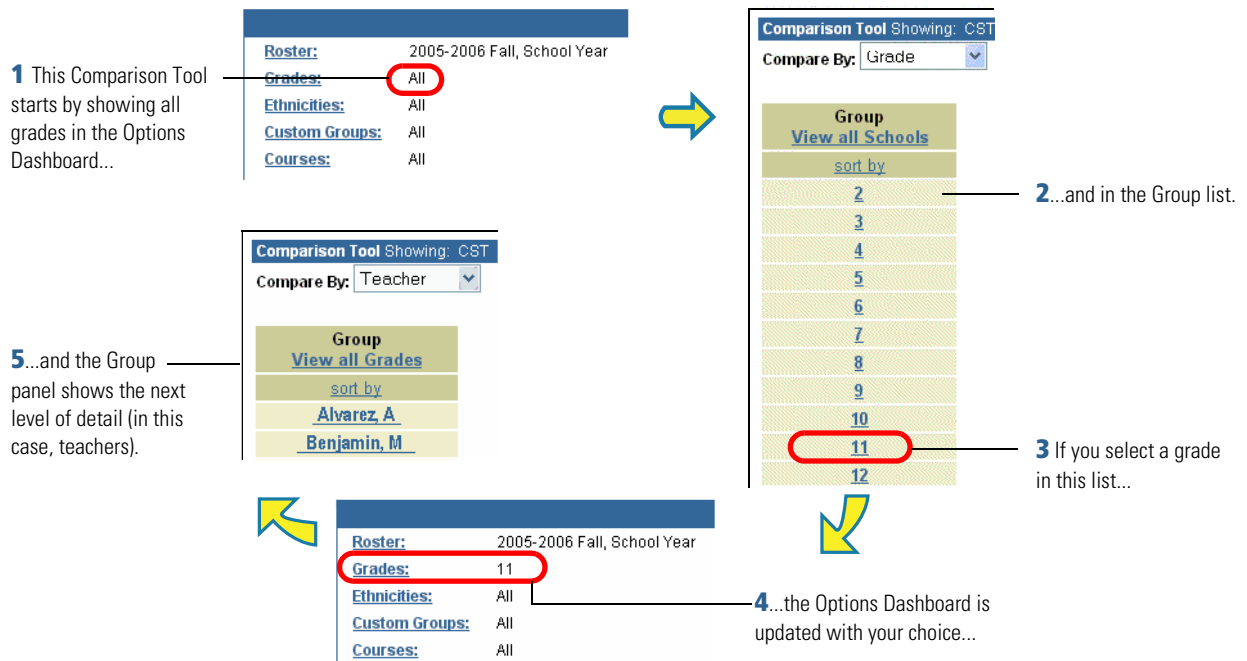 1 This Comparison Tool
starts by showing all
grades in the Options
Dashboard...
Roster: 2005-2006 Fall, School Year
Grades: All
Ethnicities: All
Custom Groups: All
Courses: All
Comparison Tool Showing: CST
Compare By: Grade
Group
View all Schools
sort by
2
3
4
5
6
7
8
9
10
11
12
2...and in the Group list.
3 If you select a grade
in this list...
Roster: 2005-2006 Fall, School Year
Grades: 11
Ethnicities: All
Custom Groups: All
Courses: All
4...the Options Dashboard is
updated with your choice...
Comparison Tool Showing: CST
Compare By: Teacher
Group
View all Grades
sort by
Alvarez, A
Benjamin, M
5...and the Group
panel shows the next
level of detail (in this
case, teachers).